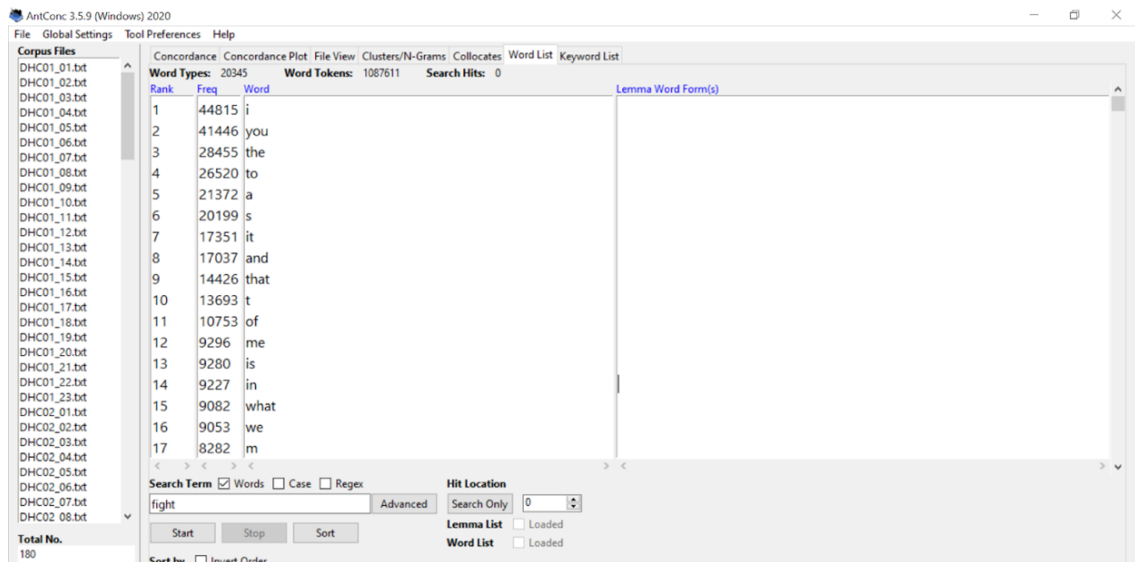 AntConc 3.5.9 (Windows) 2020
File Global Settings Tool Preferences Help
Corpus Files
DHC01_01.txt
DHC01_02.txt
DHC01_03.txt
DHC01_04.txt
DHC01_05.txt
DHC01_06.txt
DHC01_07.txt
DHC01_08.txt
DHC01_09.txt
DHC01_10.txt
DHC01_11.txt
DHC01_12.txt
DHC01_13.txt
DHC01_14.txt
DHC01_15.txt
DHC01_16.txt
DHC01_17.txt
DHC01_18.txt
DHC01_19.txt
DHC01_20.txt
DHC01_21.txt
DHC01_22.txt
DHC01_23.txt
DHC02_01.txt
DHC02_02.txt
DHC02_03.txt
DHC02_04.txt
DHC02_05.txt
DHC02_06.txt
DHC02_07.txt
DHC02_08.txt
Total No.
180
Concordance Concordance Plot File View Clusters/N-Grams Collocates Word List Keyword List
Word Types: 20345 Word Tokens: 1087611 Search Hits: 0
Rank Freq Word Lemma Word Form(s)
1 44815 i
2 41446 you
3 28455 the
4 26520 to
5 21372 a
6 20199 s
7 17351 it
8 17037 and
9 14426 that
10 13693 t
11 10753 of
12 9296 me
13 9280 is
14 9227 in
15 9082 what
16 9053 we
17 8282 m
Search Term Words Case Regex Hit Location
fight Advanced Search Only 0
Start Stop Sort Lemma List Loaded
Word List Loaded
Sort by Invert Order